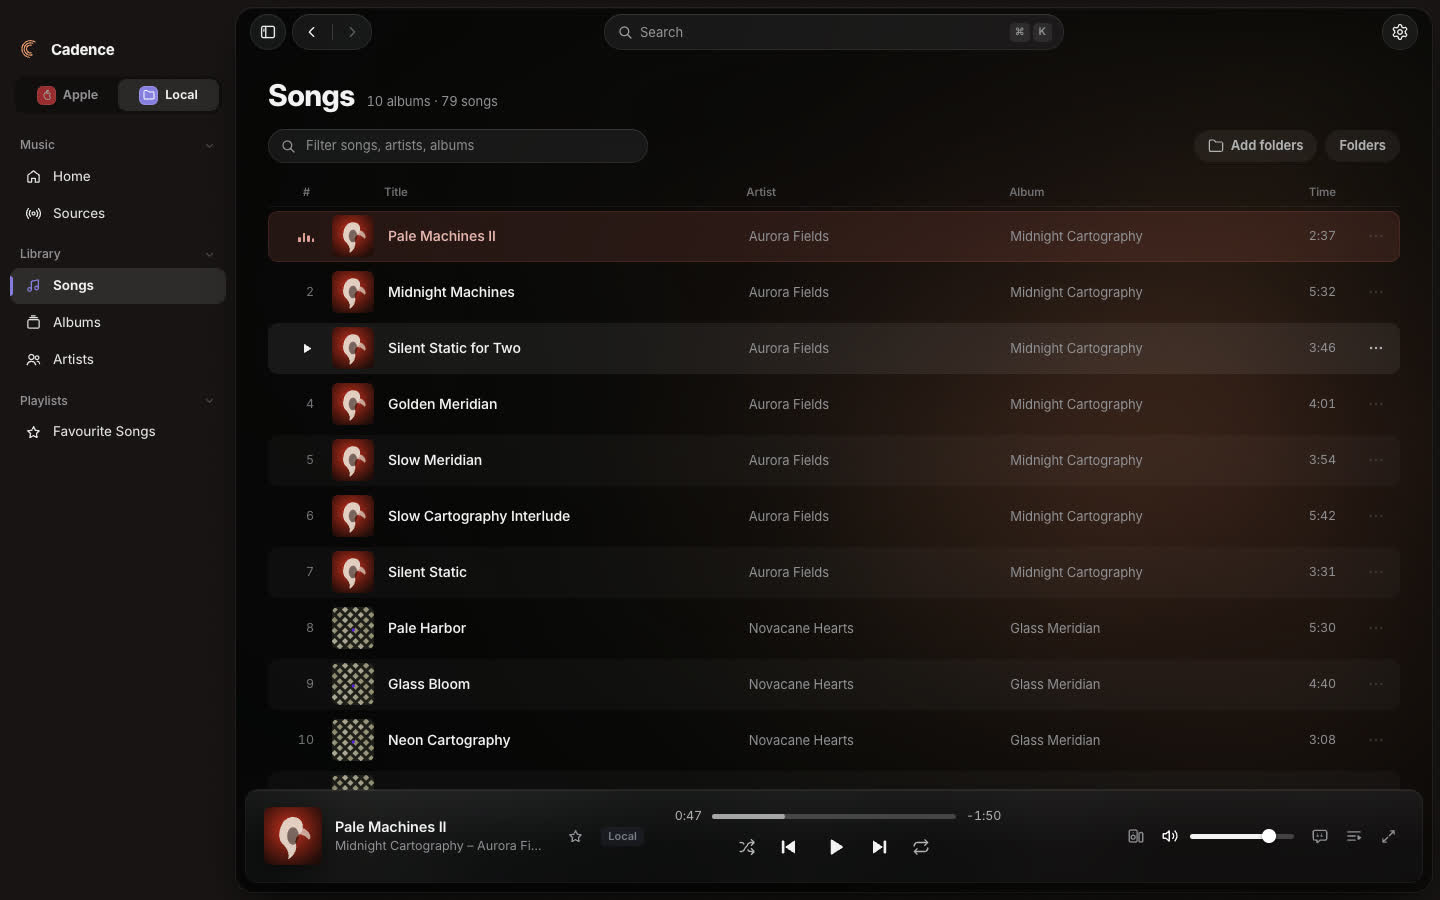 Cadence
Apple Local
Music
Home
Sources
Library
Songs
Albums
Artists
Playlists
Favourite Songs
Search ⌘ K
Songs 10 albums · 79 songs
Filter songs, artists, albums
Add folders Folders
# Title Artist Album Time
Pale Machines II Aurora Fields Midnight Cartography 2:37
2 Midnight Machines Aurora Fields Midnight Cartography 5:32
Silent Static for Two Aurora Fields Midnight Cartography 3:46
4 Golden Meridian Aurora Fields Midnight Cartography 4:01
5 Slow Meridian Aurora Fields Midnight Cartography 3:54
6 Slow Cartography Interlude Aurora Fields Midnight Cartography 5:42
7 Silent Static Aurora Fields Midnight Cartography 3:31
8 Pale Harbor Novacane Hearts Glass Meridian 5:30
9 Glass Bloom Novacane Hearts Glass Meridian 4:40
10 Neon Cartography Novacane Hearts Glass Meridian 3:08
Pale Machines II
Midnight Cartography – Aurora Fi...
Local
0:47 -1:50